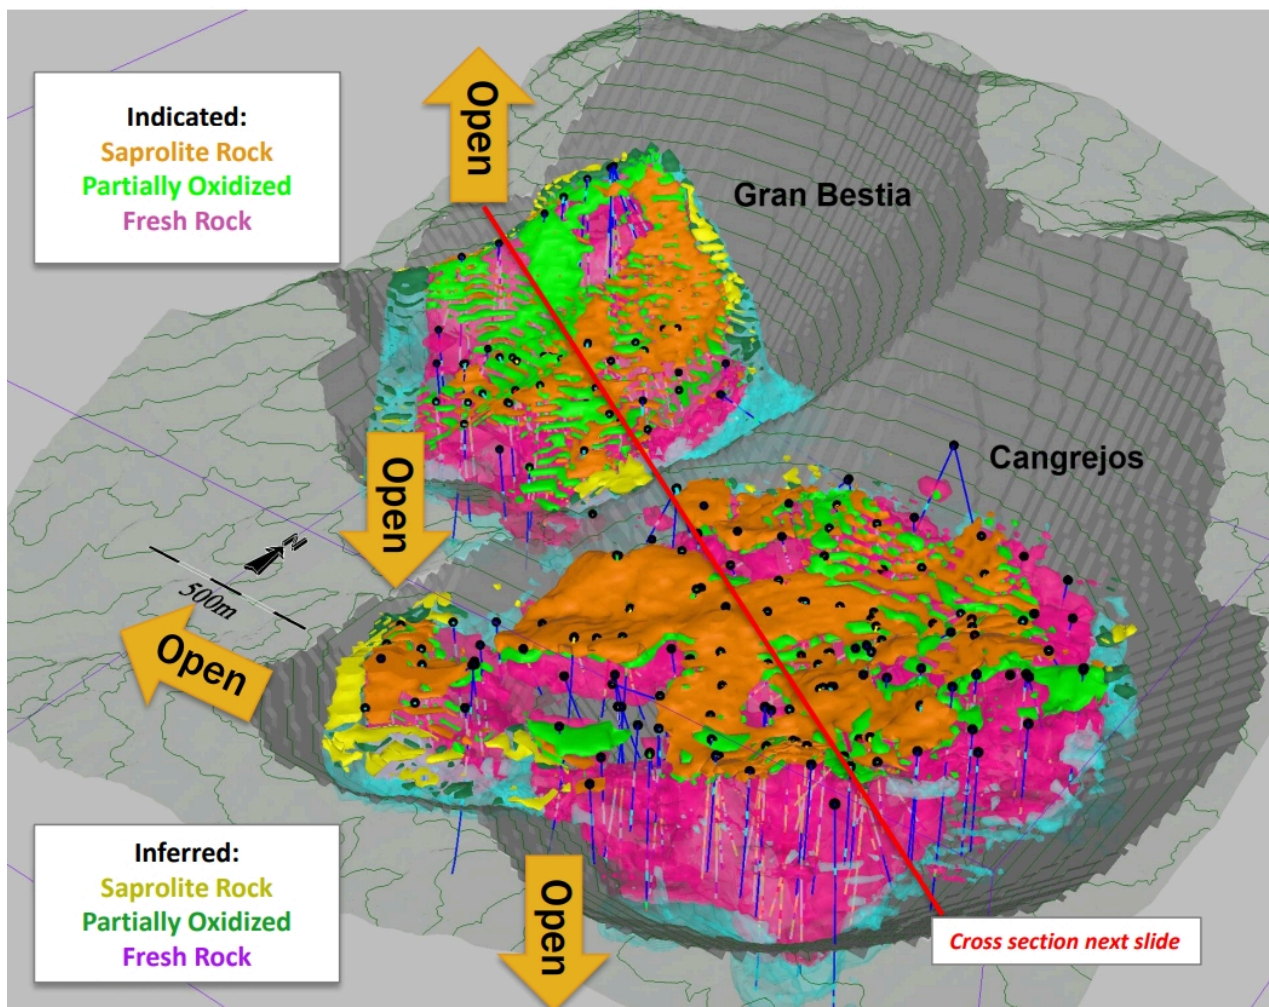 Indicated:
Saprolite Rock
Partially Oxidized
Fresh Rock
Open
Gran Bestia
Cangrejos
Open
N
500m
Open
Inferred:
Saprolite Rock
Partially Oxidized
Fresh Rock
Open
Cross section next slide